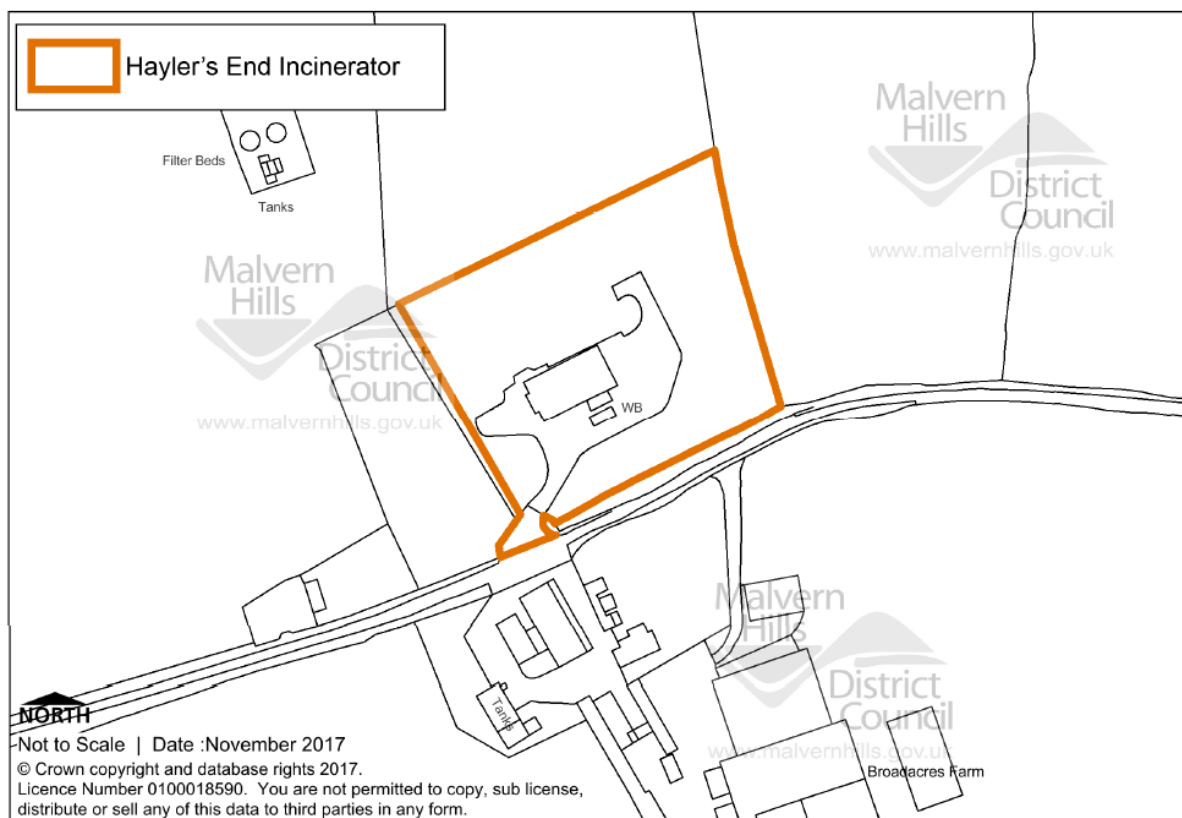 Hayler's End Incinerator
Malvern
Hills
District
Council
www.malvernhills.gov.uk
Filter Beds
Tanks
Malvern
Hills
District
Council
www.malvernhills.gov.uk
WB
Malvern
Hills
District
Council
www.malvernhills.gov.uk
Tanks
Broadacres Farm
NORTH
Not to Scale | Date :November 2017
© Crown copyright and database rights 2017.
Licence Number 0100018590. You are not permitted to copy, sub license,
distribute or sell any of this data to third parties in any form.